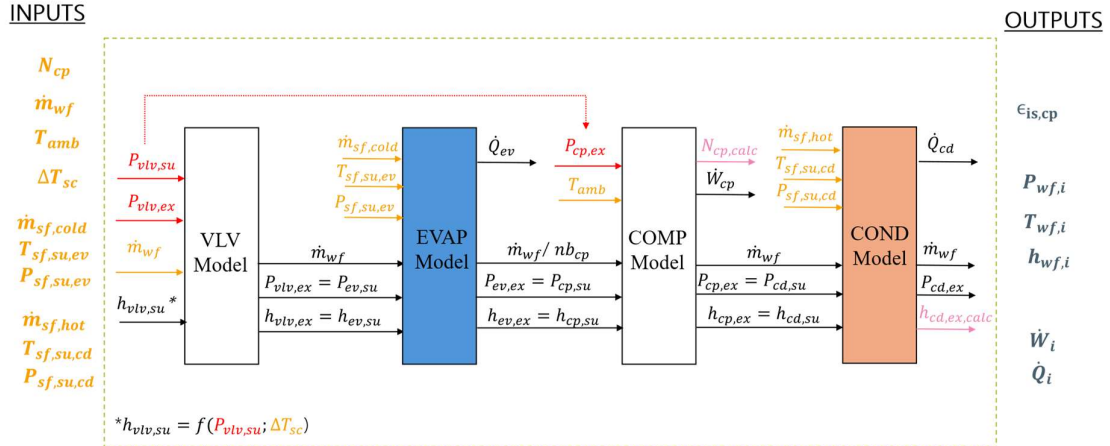 INPUTS
OUTPUTS
N_cp
ṁ_wf
T_amb
ΔT_sc
ṁ_sf,cold
T_sf,su,ev
P_sf,su,ev
ṁ_sf,hot
T_sf,su,cd
P_sf,su,cd
P_vlv,su
P_vlv,ex
ṁ_wf
h_vlv,su*
VLV
Model
ṁ_wf
P_vlv,ex = P_ev,su
h_vlv,ex = h_ev,su
ṁ_sf,cold
T_sf,su,ev
P_sf,su,ev
EVAP
Model
Q̇_ev
ṁ_wf / nb_cp
P_ev,ex = P_cp,su
h_ev,ex = h_cp,su
P_cp,ex
T_amb
COMP
Model
N_cp,calc
Ẇ_cp
ṁ_wf
P_cp,ex = P_cd,su
h_cp,ex = h_cd,su
ṁ_sf,hot
T_sf,su,cd
P_sf,su,cd
COND
Model
Q̇_cd
ṁ_wf
P_cd,ex
h_cd,ex,calc
*h_vlv,su = f(P_vlv,su; ΔT_sc)
ϵ_is,cp
P_wf,i
T_wf,i
h_wf,i
Ẇ_i
Q̇_i